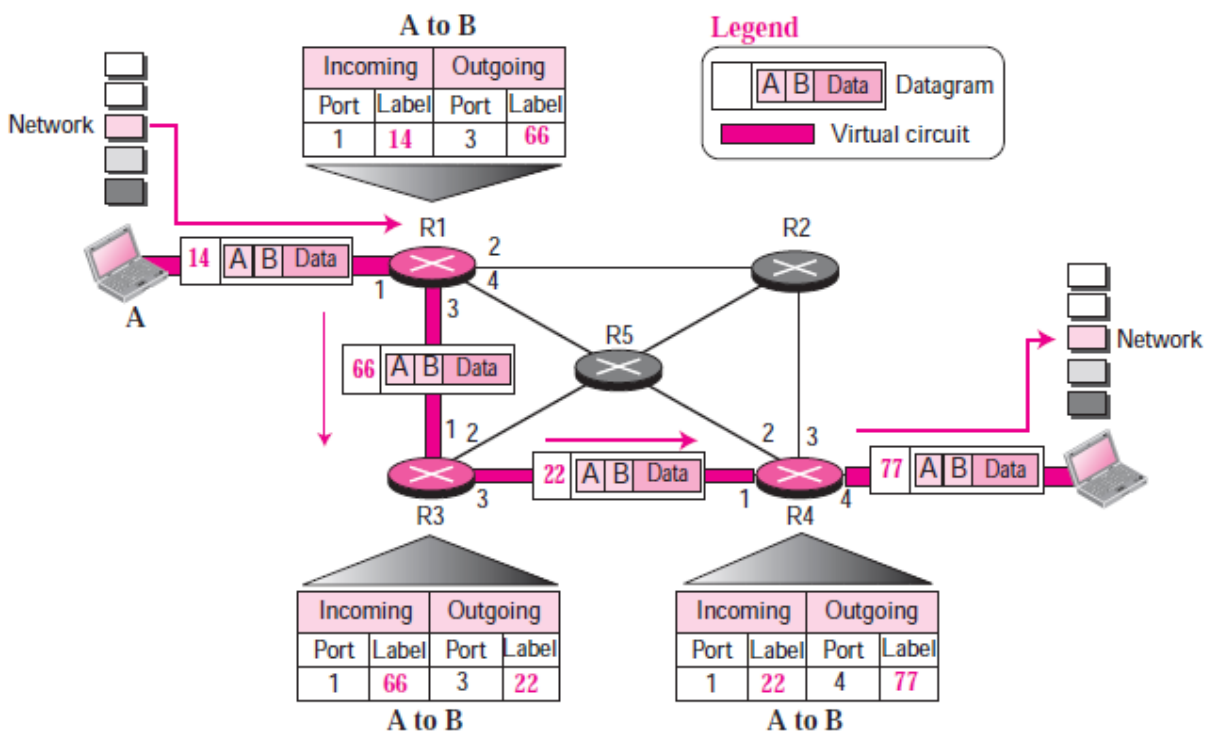 A to B
Incoming Outgoing
Port Label Port Label
1 14 3 66
Legend
A B Data Datagram
Virtual circuit
Network
R1
R2
14 A B Data
1
2
4
3
A
R5
66 A B Data
Network
1 2
2 3
22 A B Data
77 A B Data
3
1
4
R3
R4
Incoming Outgoing
Port Label Port Label
1 66 3 22
A to B
Incoming Outgoing
Port Label Port Label
1 22 4 77
A to B